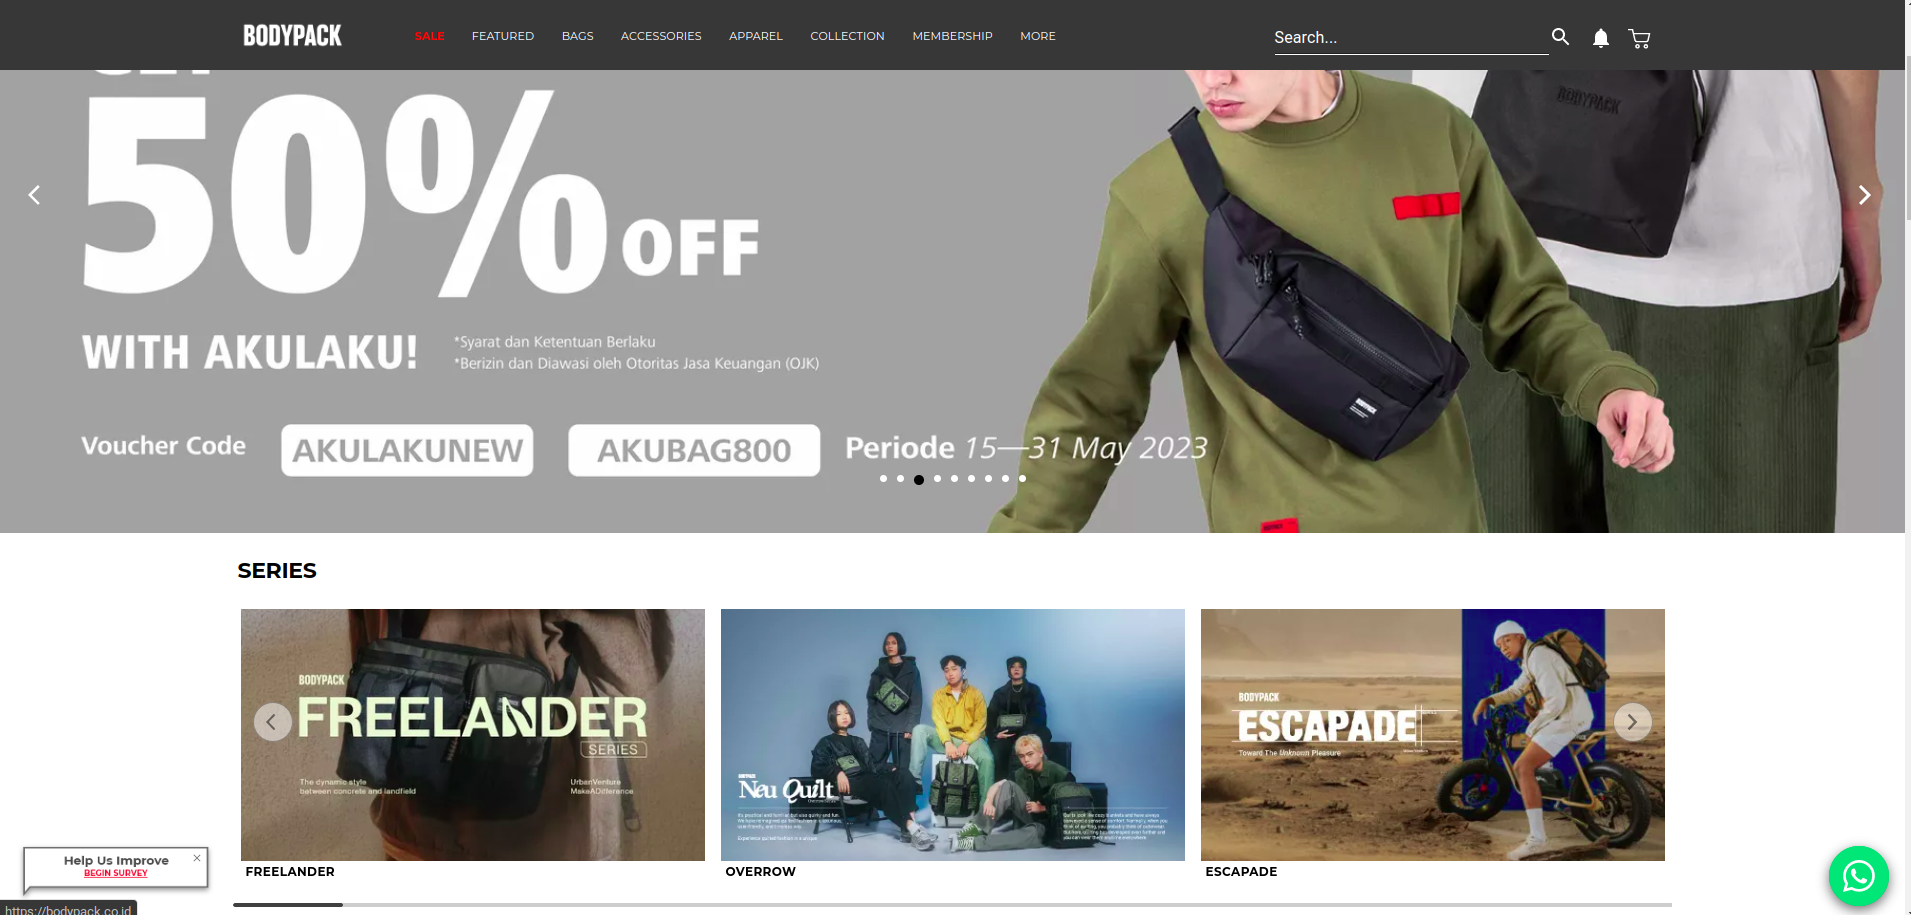 BODYPACK
SALE FEATURED BAGS ACCESSORIES APPAREL COLLECTION MEMBERSHIP MORE
Search...
50% OFF
WITH AKULAKU!
*Syarat dan Ketentuan Berlaku
*Berizin dan Diawasi oleh Otoritas Jasa Keuangan (OJK)
Voucher Code AKULAKUNEW AKUBAG800 Periode 15—31 May 2023
BODYPACK
BODYPACK
SERIES
BODYPACK
FREELANDER
SERIES
The dynamic style
between concrete and landfield
UrbanVenture
MakeADifference
FREELANDER
Neu Quilt
OVERROW
BODYPACK
ESCAPADE
Toward The Unknown Pleasure
ESCAPADE
Help Us Improve
BEGIN SURVEY
https://bodypack.co.id